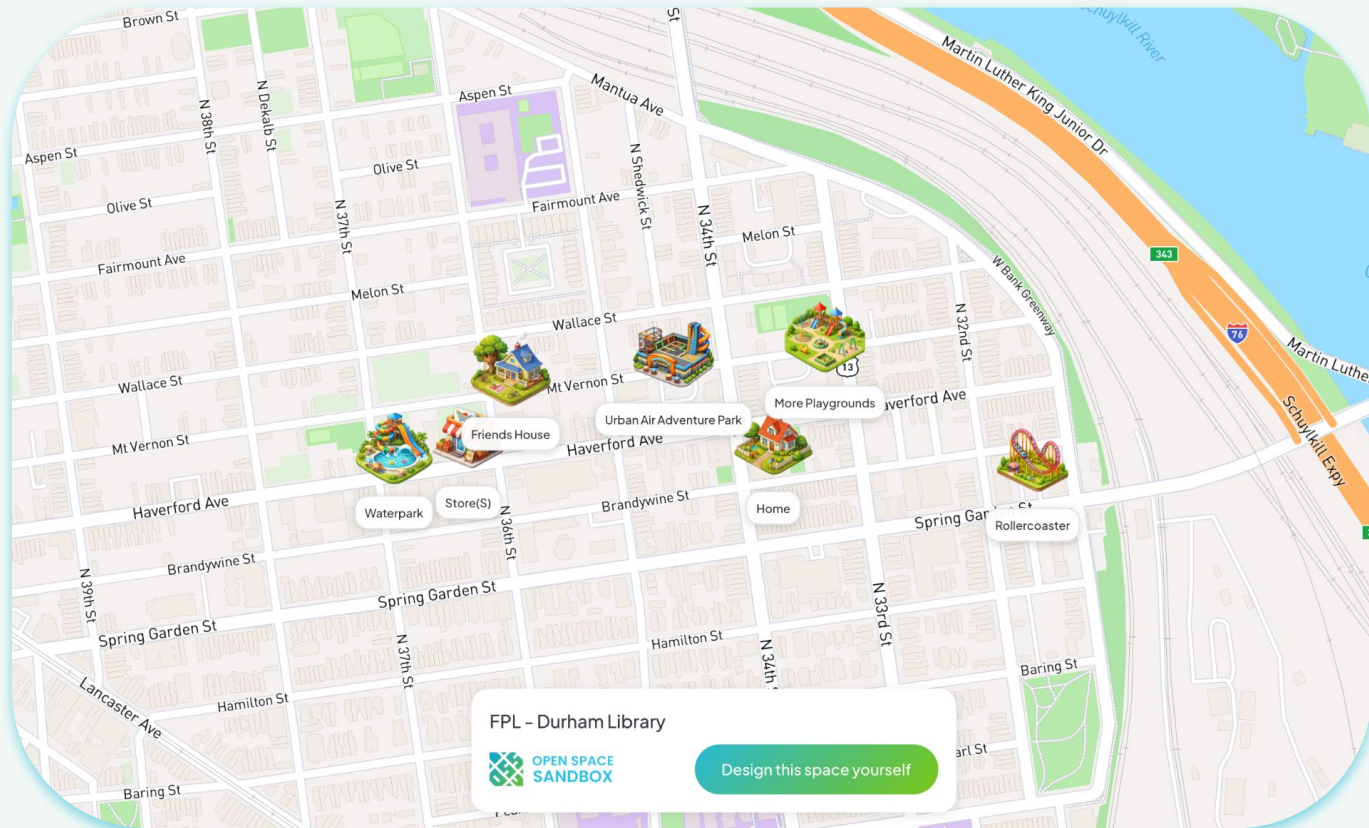 Brown St
St
Schuylkill River
Martin Luther King Junior Dr
N Dekalb St
N 38th St
Aspen St
Mantua Ave
Aspen St
Olive St
N Shedwick St
Olive St
N 37th St
Fairmount Ave
N 34th St
Melon St
Fairmount Ave
343
W Bank Greenway
Melon St
Wallace St
N 32nd St
76
Martin Luthe
Wallace St
Mt Vernon St
13
More Playgrounds
averford Ave
Urban Air Adventure Park
Friends House
Mt Vernon St
Haverford Ave
Schuylkill Expy
Store(S)
Waterpark
Haverford Ave
Brandywine St
Home
N 36th St
Spring Garden St
Rollercoaster
Brandywine St
N 39th St
Spring Garden St
N 33rd St
Spring Garden St
Hamilton St
N 37th St
N 34th S
Baring St
Lancaster Ave
Hamilton St
FPL – Durham Library
OPEN SPACE
SANDBOX
Design this space yourself
arl St
Baring St